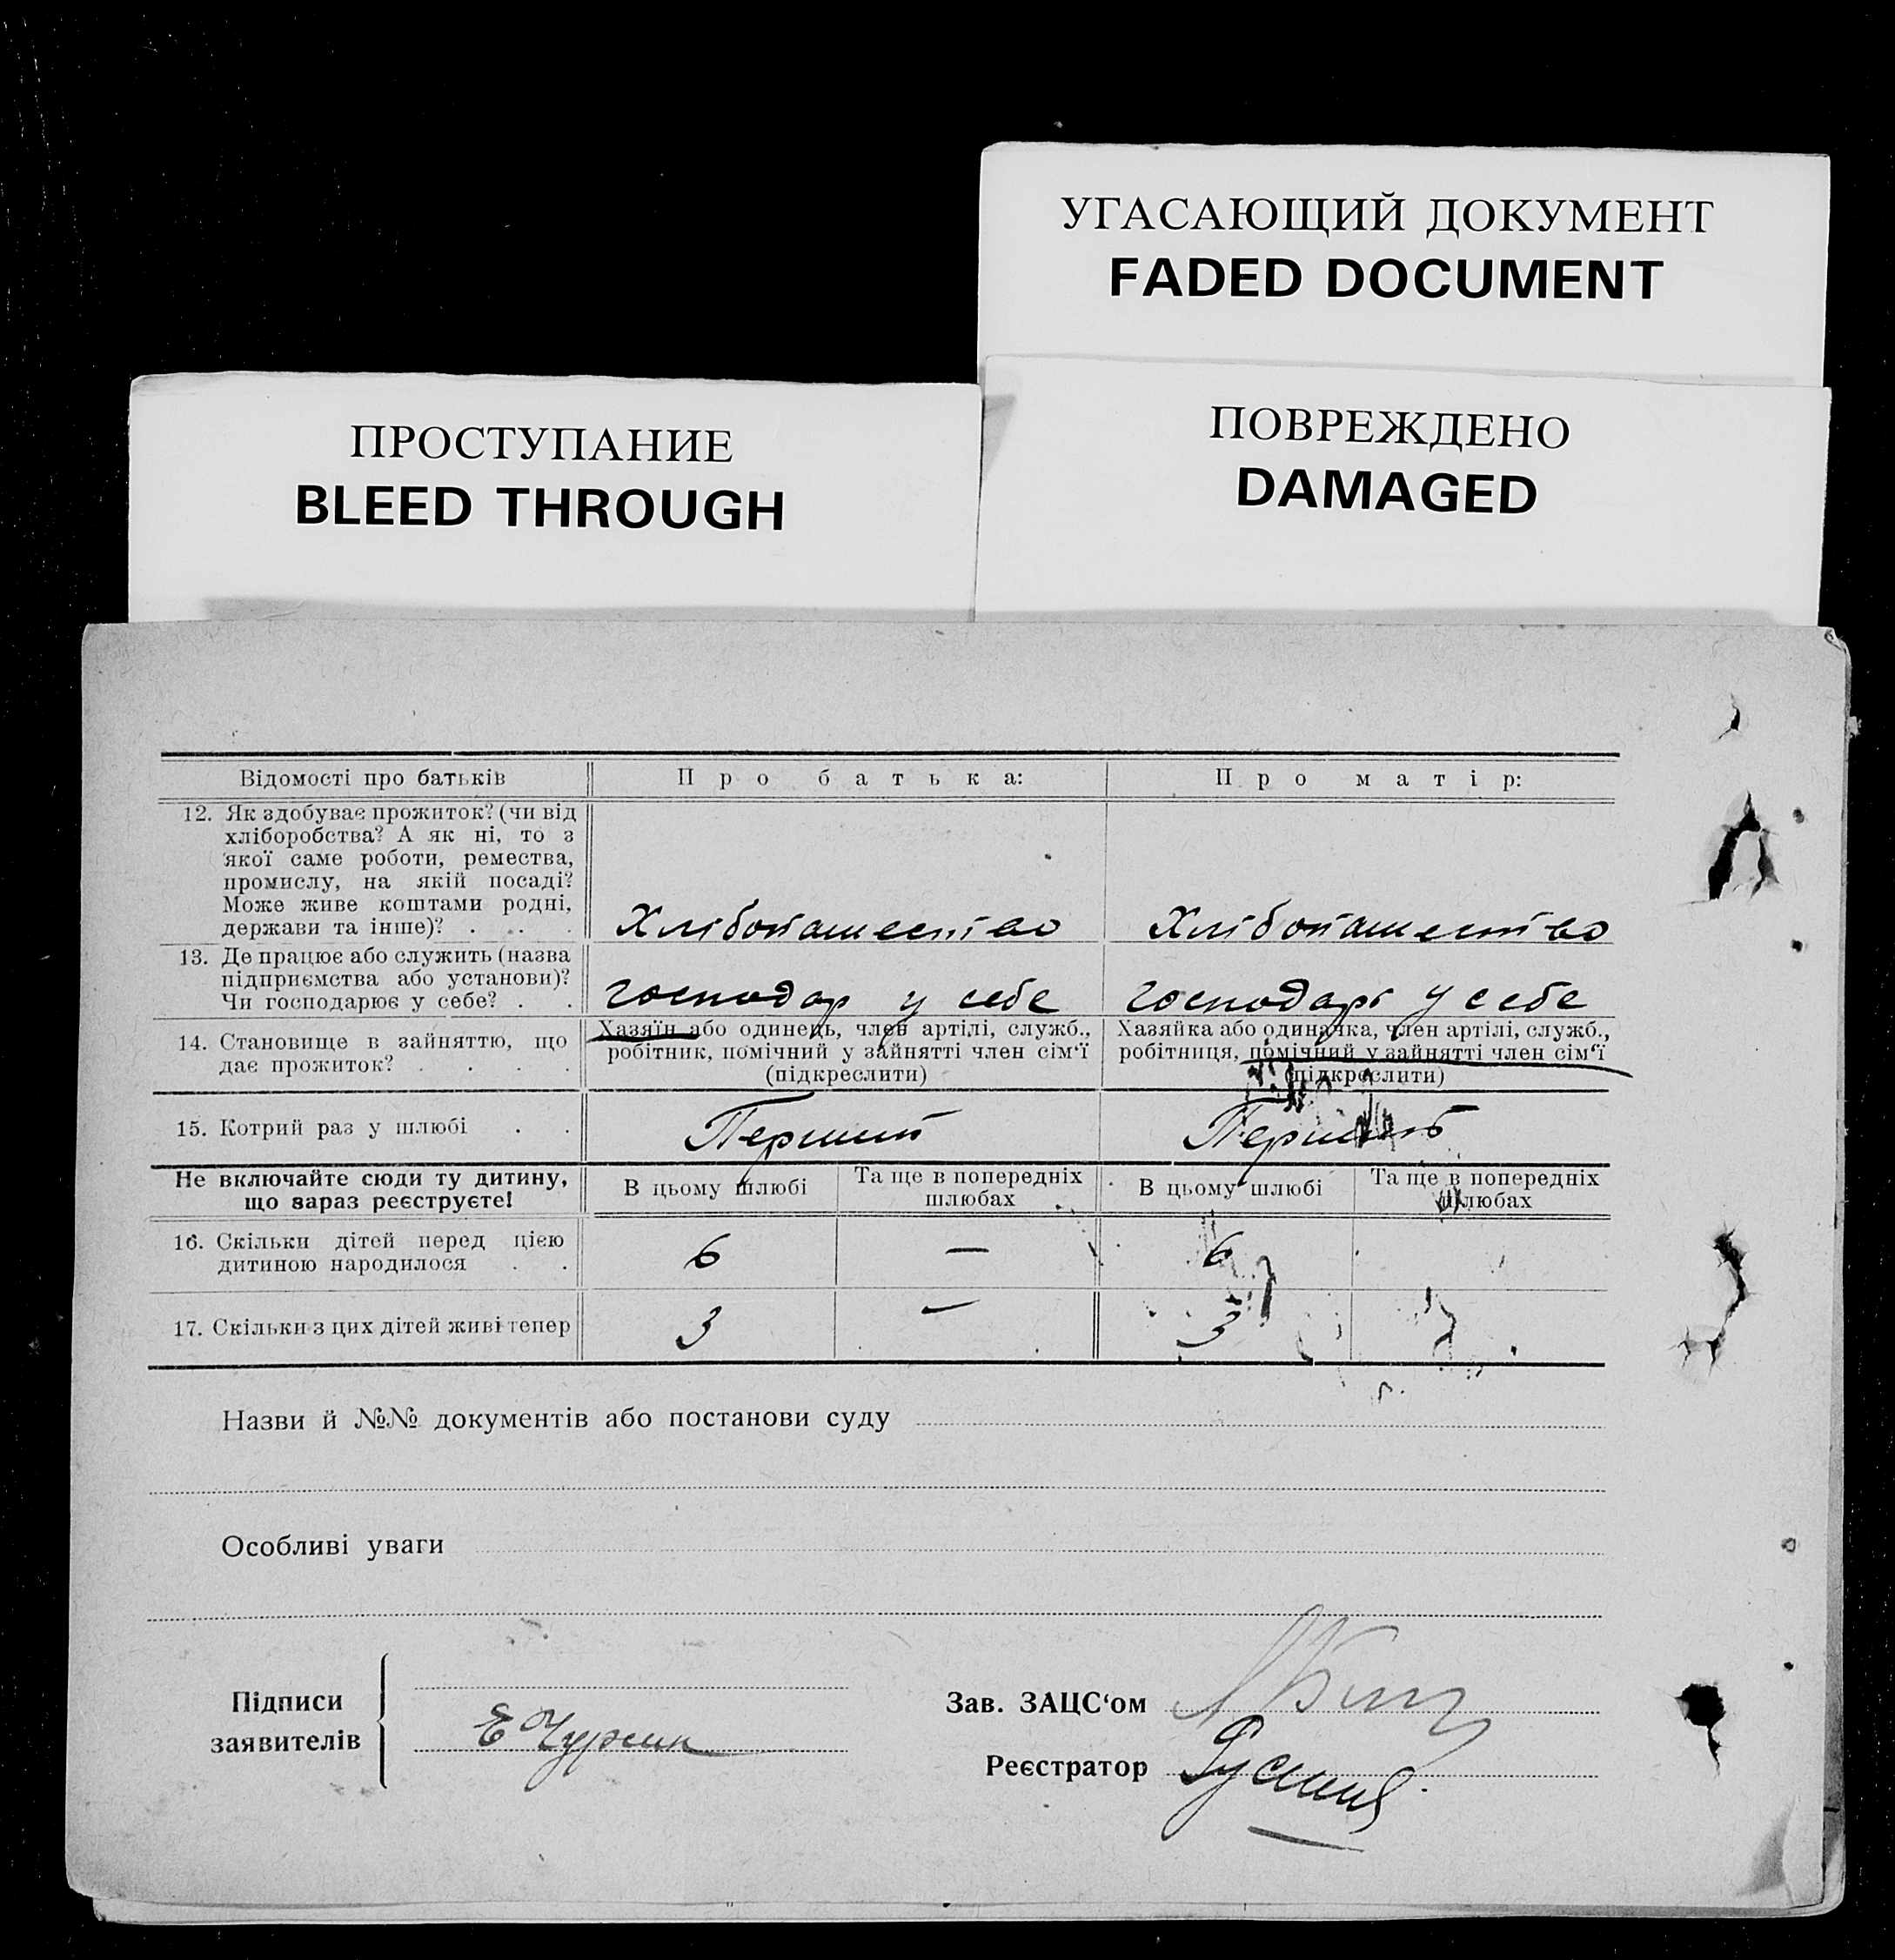 УГАСАЮЩИЙ ДОКУМЕНТ
FADED DOCUMENT
ПРОСТУПАНИЕ
BLEED THROUGH
ПОВРЕЖДЕНО
DAMAGED
Відомості про батьків
Про батька:
Про матір:
12. Як здобуває прожиток? (чи від
хліборобства? А як ні, то з
якої саме роботи, ремества,
промислу, на якій посаді?
Може живе коштами родні,
держави та інше)? . . . .
Хлібопашество
Хлібопашество
13. Де працює або служить (назва
підприємства або установи)?
Чи господарює у себе? . .
господар у себе
господарь у себе
14. Становище в зайняттю, що
дає прожиток? . . . .
Хазяїн або одинець, член артілі, служб.,
робітник, помічний у зайнятті член сім‘ї
(підкреслити)
Хазяйка або одиначка, член артілі, служб.,
робітниця, помічний у зайнятті член сім‘ї
(підкреслити)
15. Котрий раз у шлюбі . .
Перший
Не включайте сюди ту дитину,
що зараз реєструєте!
В цьому шлюбі
Та ще в попередніх
шлюбах
В цьому шлюбі
Та ще в попередніх
шлюбах
16. Скільки дітей перед цією
дитиною народилося . .
6
—
6
17. Скільки з цих дітей живі тепер
3
—
3
Назви й №№ документів або постанови суду
Особливі уваги
Підписи
заявителів
Зав. ЗАЦС‘ом
Реєстратор